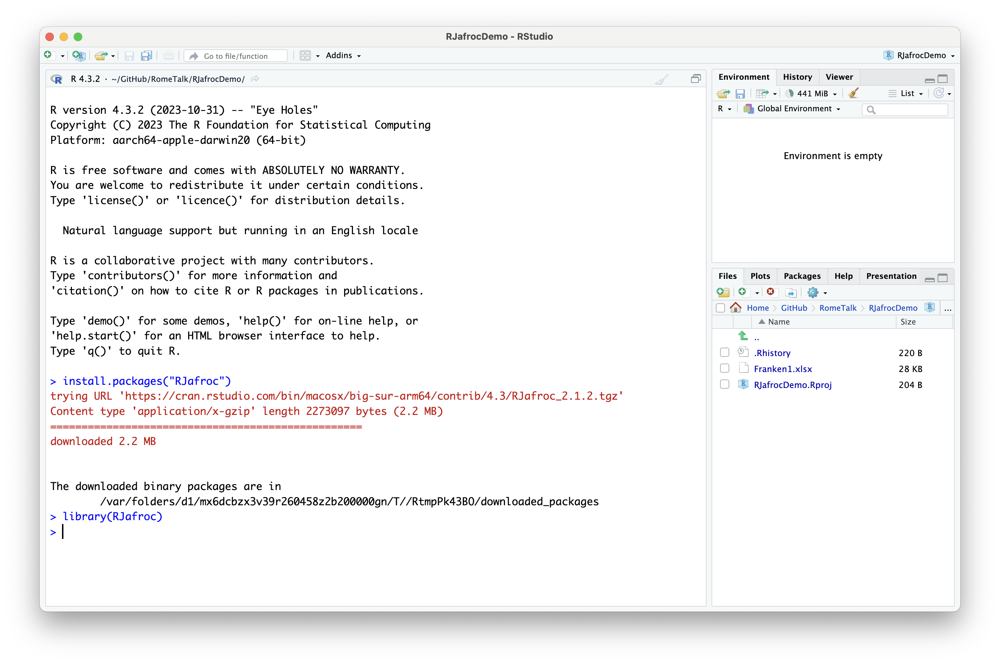 RJafrocDemo - RStudio
Go to file/function
Addins
RJafrocDemo
R 4.3.2 · ~/GitHub/RomeTalk/RJafrocDemo/
R version 4.3.2 (2023-10-31) -- "Eye Holes"
Copyright (C) 2023 The R Foundation for Statistical Computing
Platform: aarch64-apple-darwin20 (64-bit)
R is free software and comes with ABSOLUTELY NO WARRANTY.
You are welcome to redistribute it under certain conditions.
Type 'license()' or 'licence()' for distribution details.
Natural language support but running in an English locale
R is a collaborative project with many contributors.
Type 'contributors()' for more information and
'citation()' on how to cite R or R packages in publications.
Type 'demo()' for some demos, 'help()' for on-line help, or
'help.start()' for an HTML browser interface to help.
Type 'q()' to quit R.
> install.packages("RJafroc")
trying URL 'https://cran.rstudio.com/bin/macosx/big-sur-arm64/contrib/4.3/RJafroc_2.1.2.tgz'
Content type 'application/x-gzip' length 2273097 bytes (2.2 MB)
==================================================
downloaded 2.2 MB
The downloaded binary packages are in
/var/folders/d1/mx6dcbzx3v39r260458z2b200000gn/T//RtmpPk43BO/downloaded_packages
> library(RJafroc)
>
Environment History Viewer
441 MiB List
R Global Environment
Environment is empty
Files Plots Packages Help Presentation
Home GitHub RomeTalk RJafrocDemo ...
Name Size
..
.Rhistory 220 B
Franken1.xlsx 28 KB
RJafrocDemo.Rproj 204 B